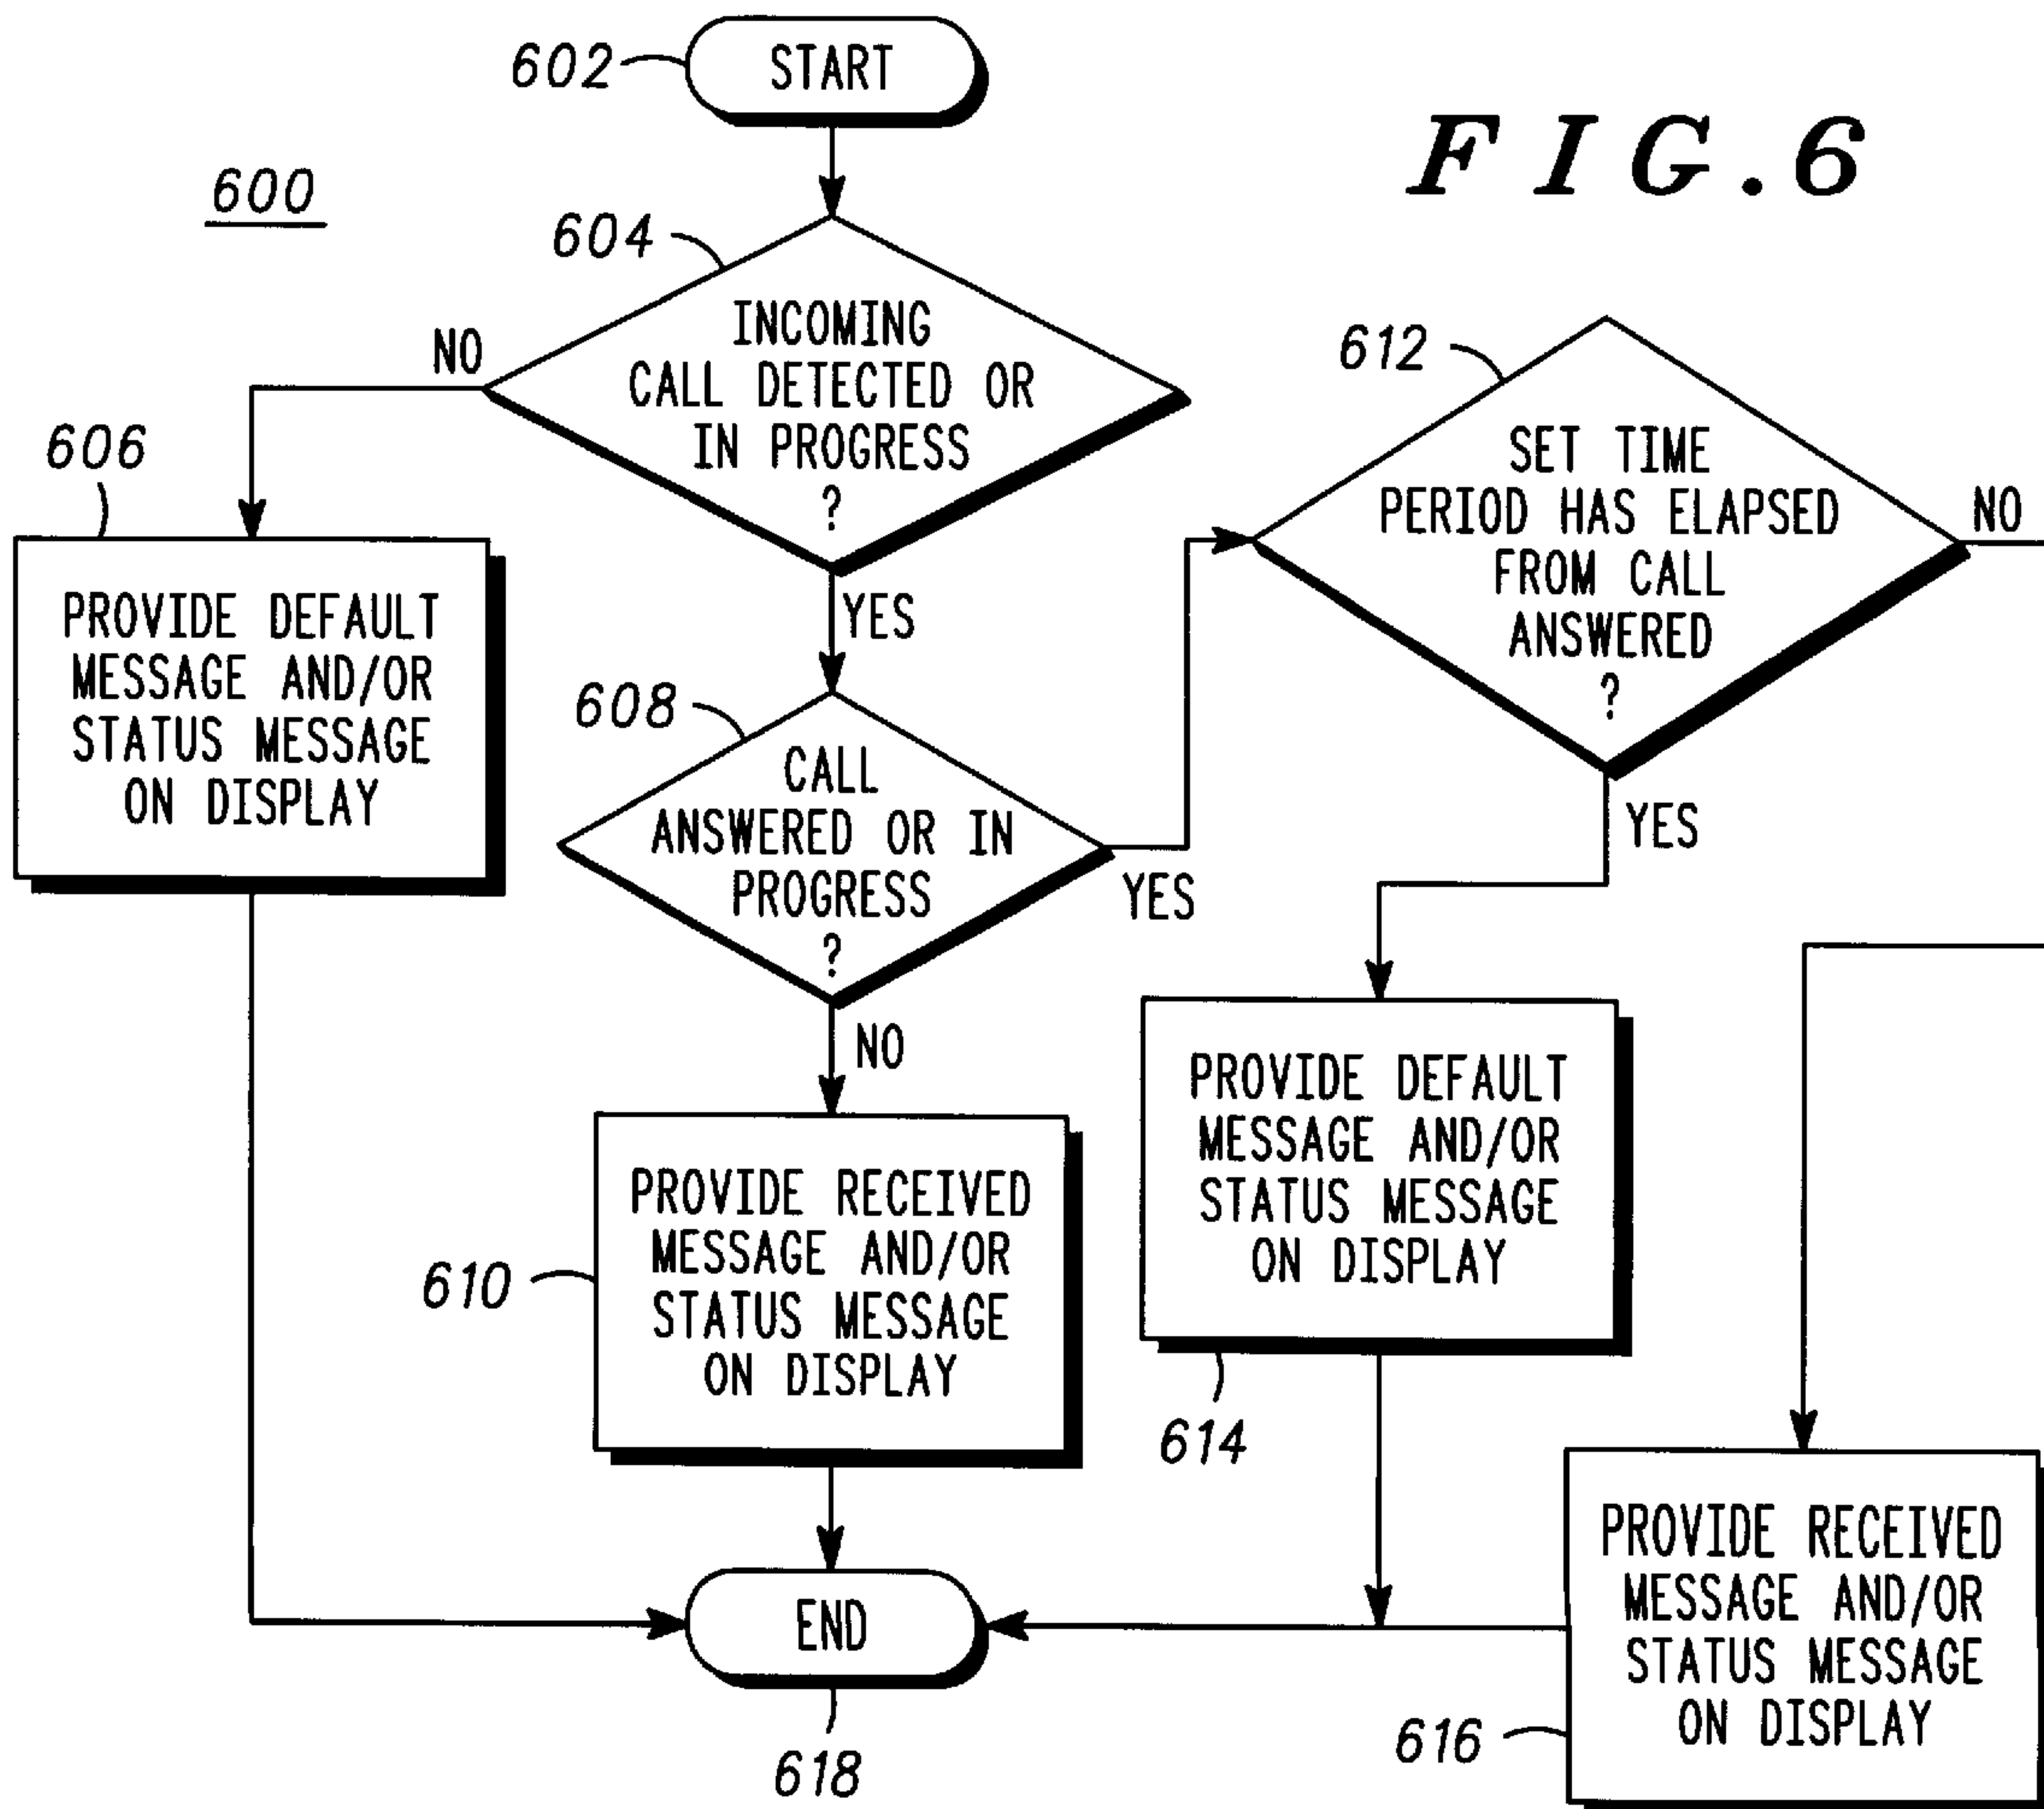 602
START
FIG.6
600
604
INCOMING
CALL DETECTED OR
IN PROGRESS
?
NO
YES
606
PROVIDE DEFAULT
MESSAGE AND/OR
STATUS MESSAGE
ON DISPLAY
608
CALL
ANSWERED OR IN
PROGRESS
?
YES
NO
610
PROVIDE RECEIVED
MESSAGE AND/OR
STATUS MESSAGE
ON DISPLAY
612
SET TIME
PERIOD HAS ELAPSED
FROM CALL
ANSWERED
?
NO
YES
PROVIDE DEFAULT
MESSAGE AND/OR
STATUS MESSAGE
ON DISPLAY
614
PROVIDE RECEIVED
MESSAGE AND/OR
STATUS MESSAGE
ON DISPLAY
616
END
618